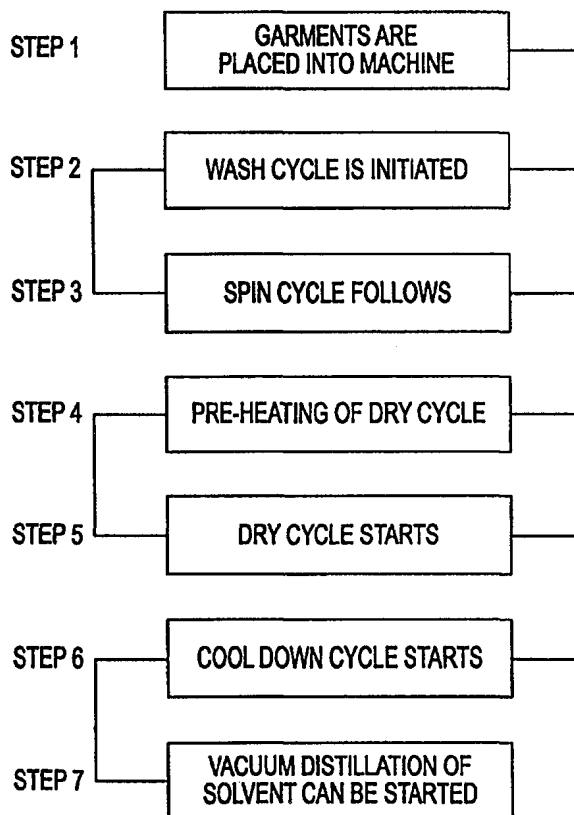 STEP 1
GARMENTS ARE
PLACED INTO MACHINE
STEP 2
WASH CYCLE IS INITIATED
STEP 3
SPIN CYCLE FOLLOWS
STEP 4
PRE-HEATING OF DRY CYCLE
STEP 5
DRY CYCLE STARTS
STEP 6
COOL DOWN CYCLE STARTS
STEP 7
VACUUM DISTILLATION OF
SOLVENT CAN BE STARTED